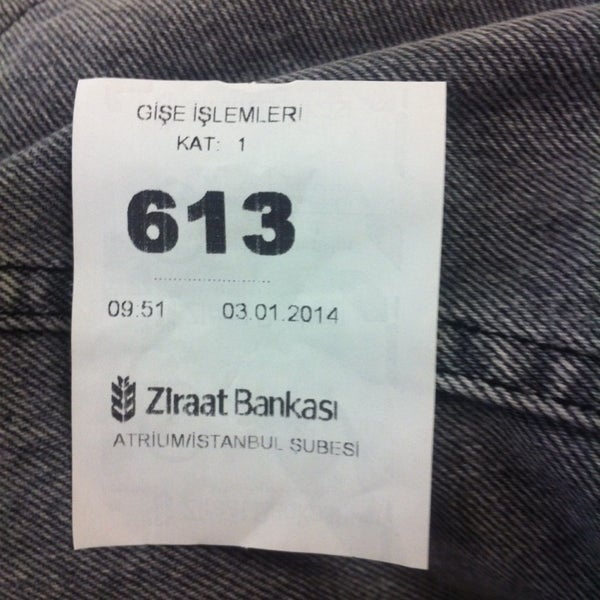 GİŞE İŞLEMLERİ
KAT: 1
613
09:51 03.01.2014
Ziraat Bankası
ATRİUM/İSTANBUL ŞUBESİ